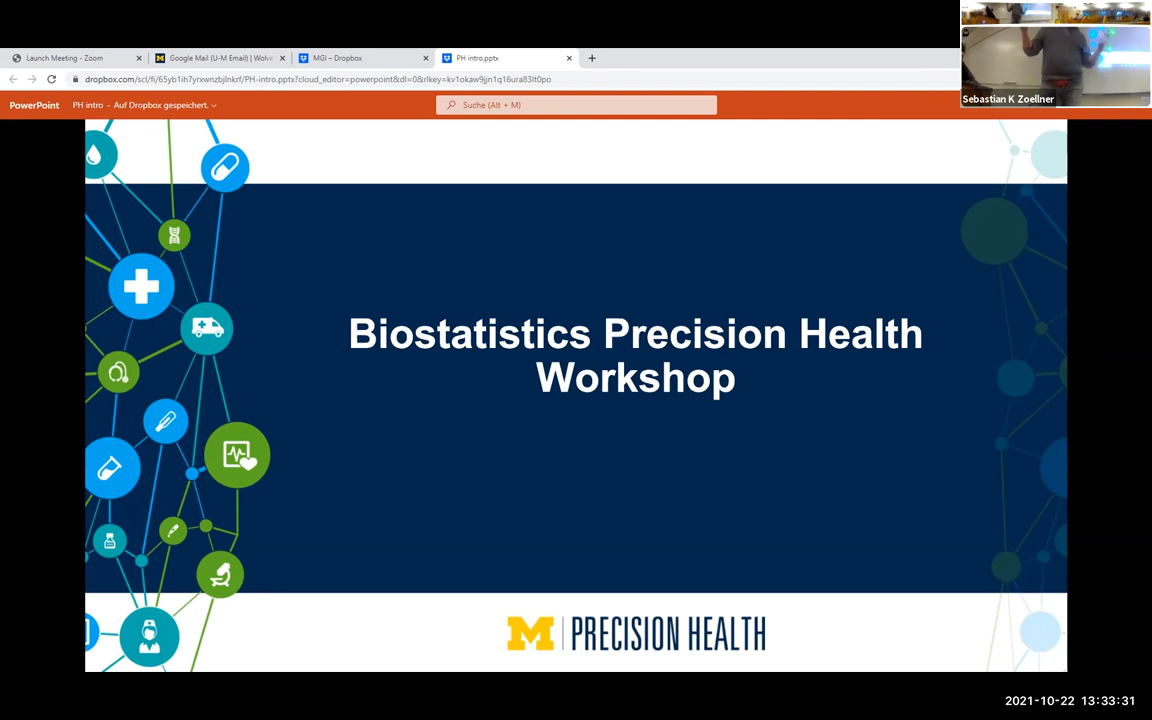 Launch Meeting - Zoom
Google Mail (U-M Email) | Wolve
MGI – Dropbox
PH intro.pptx
dropbox.com/scl/fi/65yb1ih7yrxwnzbjlnkrf/PH-intro.pptx?cloud_editor=powerpoint&dl=0&rlkey=kv1okaw9jjn1q16ura83lt0po
PowerPoint
PH intro - Auf Dropbox gespeichert.
Suche (Alt + M)
Sebastian K Zoellner
Biostatistics Precision Health
Workshop
M | PRECISION HEALTH
2021-10-22 13:33:31